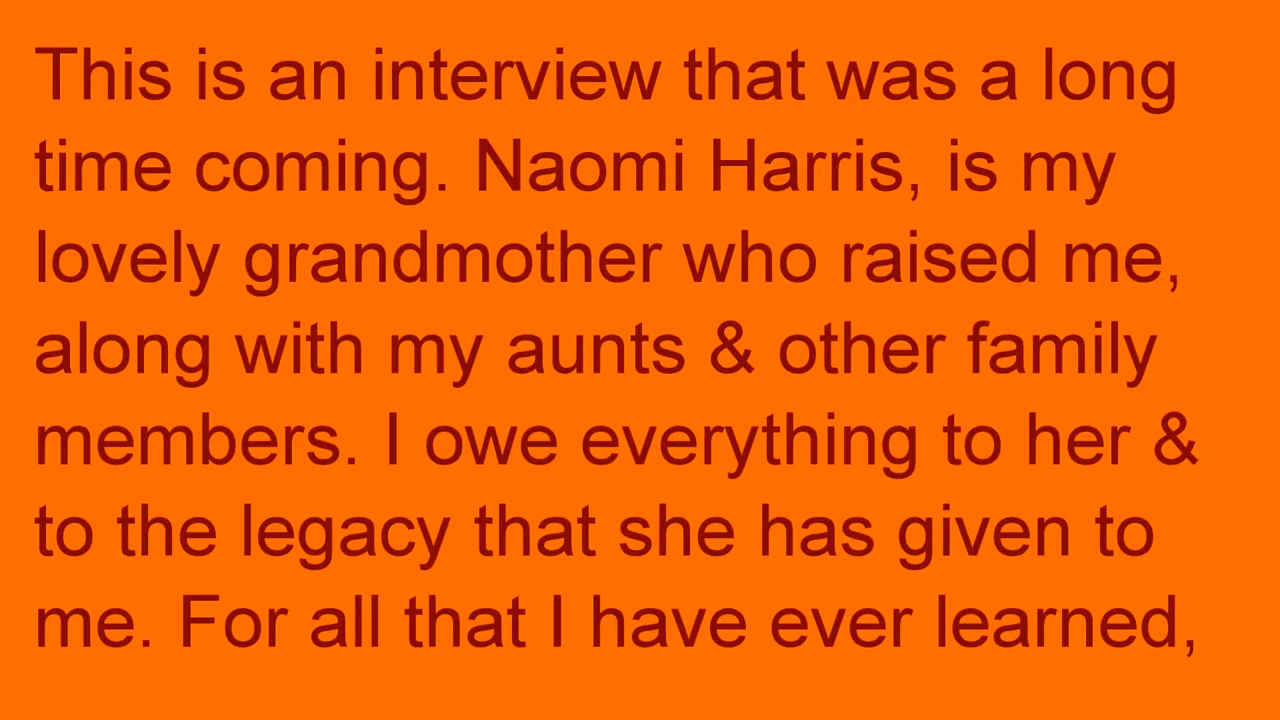 This is an interview that was a long
time coming. Naomi Harris, is my
lovely grandmother who raised me,
along with my aunts & other family
members. I owe everything to her &
to the legacy that she has given to
me. For all that I have ever learned,